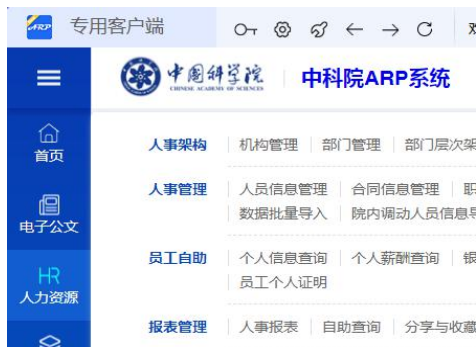 ARP 专用客户端
中国科学院 中科院ARP系统
CHINESE ACADEMY OF SCIENCES
首页
电子公文
HR
人力资源
人事架构 机构管理 部门管理 部门层次架
人事管理 人员信息管理 合同信息管理 职
数据批量导入 院内调动人员信息导
员工自助 个人信息查询 个人薪酬查询 银
员工个人证明
报表管理 人事报表 自助查询 分享与收藏